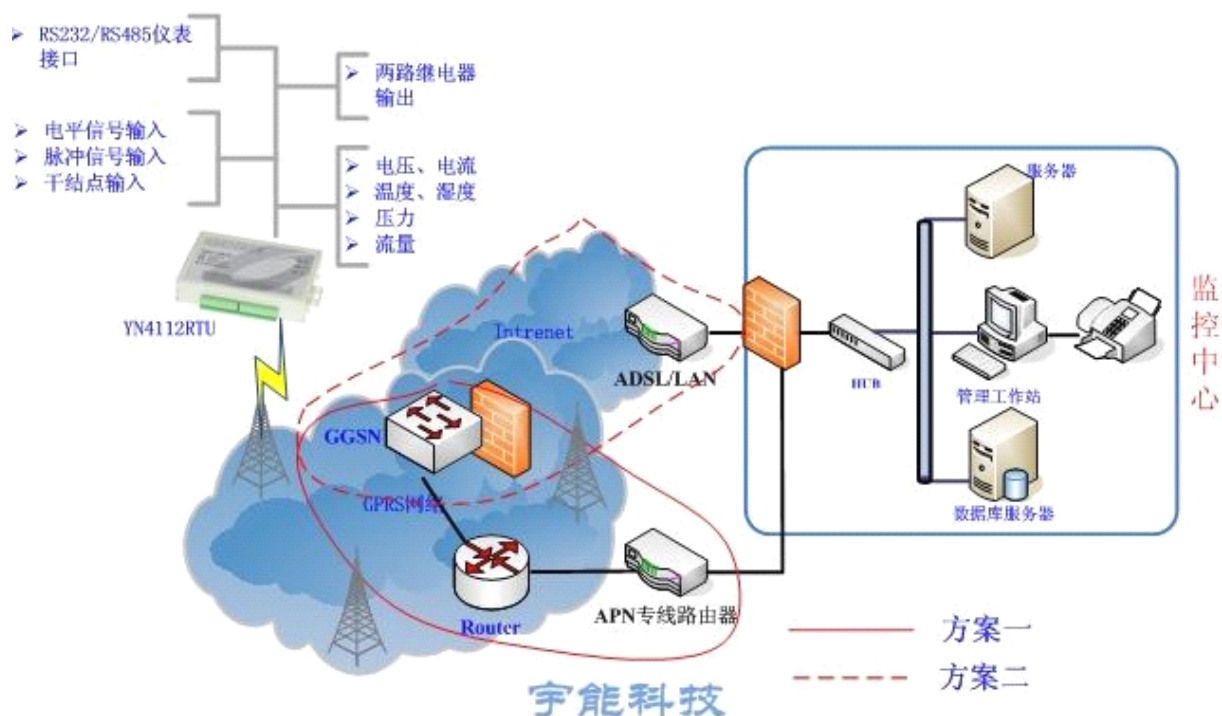 RS232/RS485仪表
接口
两路继电器
输出
电平信号输入
脉冲信号输入
干结点输入
电压、电流
温度、湿度
压力
流量
YN4112RTU
服务器
Intrenet
ADSL/LAN
HUB
管理工作站
监控中心
GGSN
GPRS网络
数据库服务器
Router
APN专线路由器
方案一
方案二
宇能科技